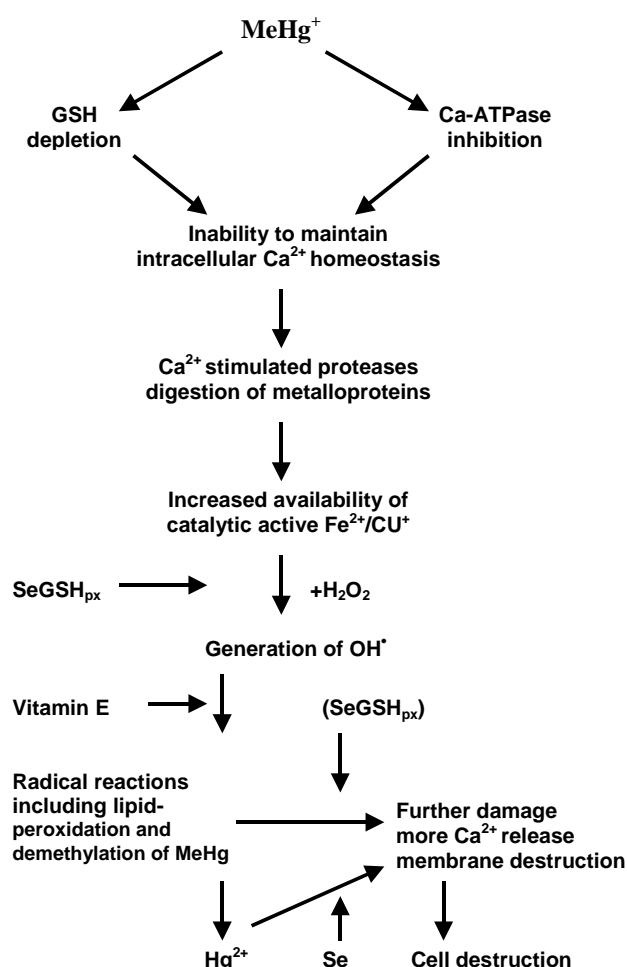 MeHg⁺
GSH
depletion
Ca-ATPase
inhibition
Inability to maintain
intracellular Ca²⁺ homeostasis
Ca²⁺ stimulated proteases
digestion of metalloproteins
Increased availability of
catalytic active Fe²⁺/CU⁺
SeGSHₚₓ
+H₂O₂
Generation of OH•
Vitamin E
(SeGSHₚₓ)
Radical reactions
including lipid-
peroxidation and
demethylation of MeHg
Further damage
more Ca²⁺ release
membrane destruction
Hg²⁺
Se
Cell destruction